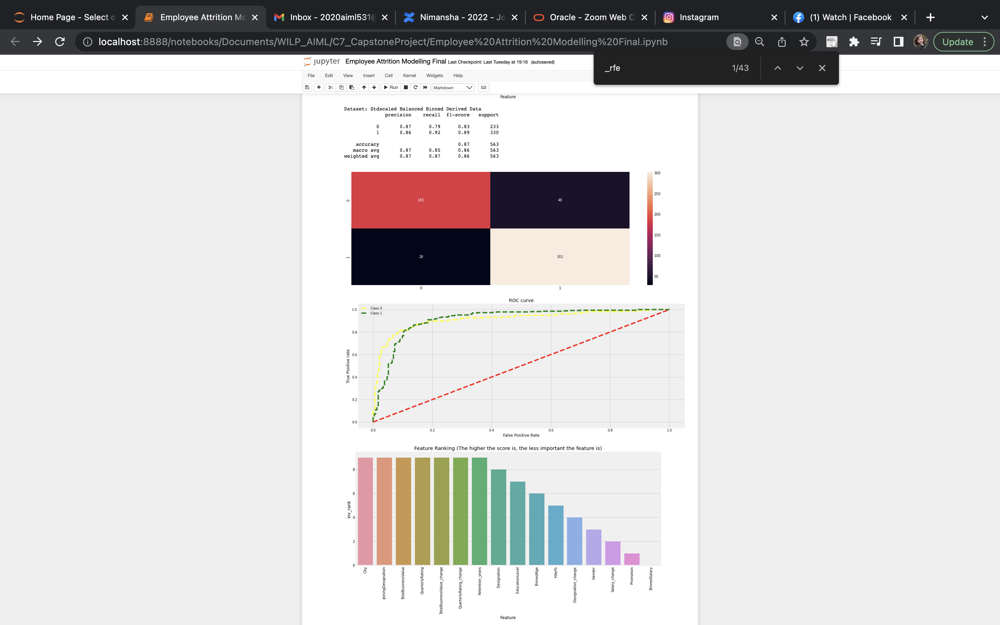 Home Page - Select o
Employee Attrition Mo
Inbox - 2020aiml531@
Nimansha - 2022 - Jo
Oracle - Zoom Web C
Instagram
(1) Watch | Facebook
localhost:8888/notebooks/Documents/WILP_AIML/C7_CapstoneProject/Employee%20Attrition%20Modelling%20Final.ipynb
Update
_rfe 1/43
jupyter Employee Attrition Modelling Final Last Checkpoint: Last Tuesday at 19:16 (autosaved)
File Edit View Insert Cell Kernel Widgets Help
Run Markdown
Feature
Dataset: Stdscaled Balanced Binned Derived Data
precision recall f1-score support
0 0.87 0.79 0.83 233
1 0.86 0.92 0.89 330
accuracy 0.87 563
macro avg 0.87 0.85 0.86 563
weighted avg 0.87 0.87 0.86 563
0
1
185 48
28 302
0 1
300
250
200
150
100
50
ROC curve
Class 0
Class 1
True Positive rate
1.0
0.8
0.6
0.4
0.2
0.0
0.0 0.2 0.4 0.6 0.8 1.0
False Positive Rate
Feature Ranking (The higher the score is, the less important the feature is)
inv_rank
8
6
4
2
0
City
JoiningDesignation
TotalBusinessValue
QuarterlyRating
TotalBusinessValue_change
QuarterlyRating_change
Retention_years
Designation
EducationLevel
BinnedAge
Hike%
Designation_change
Gender
Salary_change
Promotion
BinnedSalary
Feature